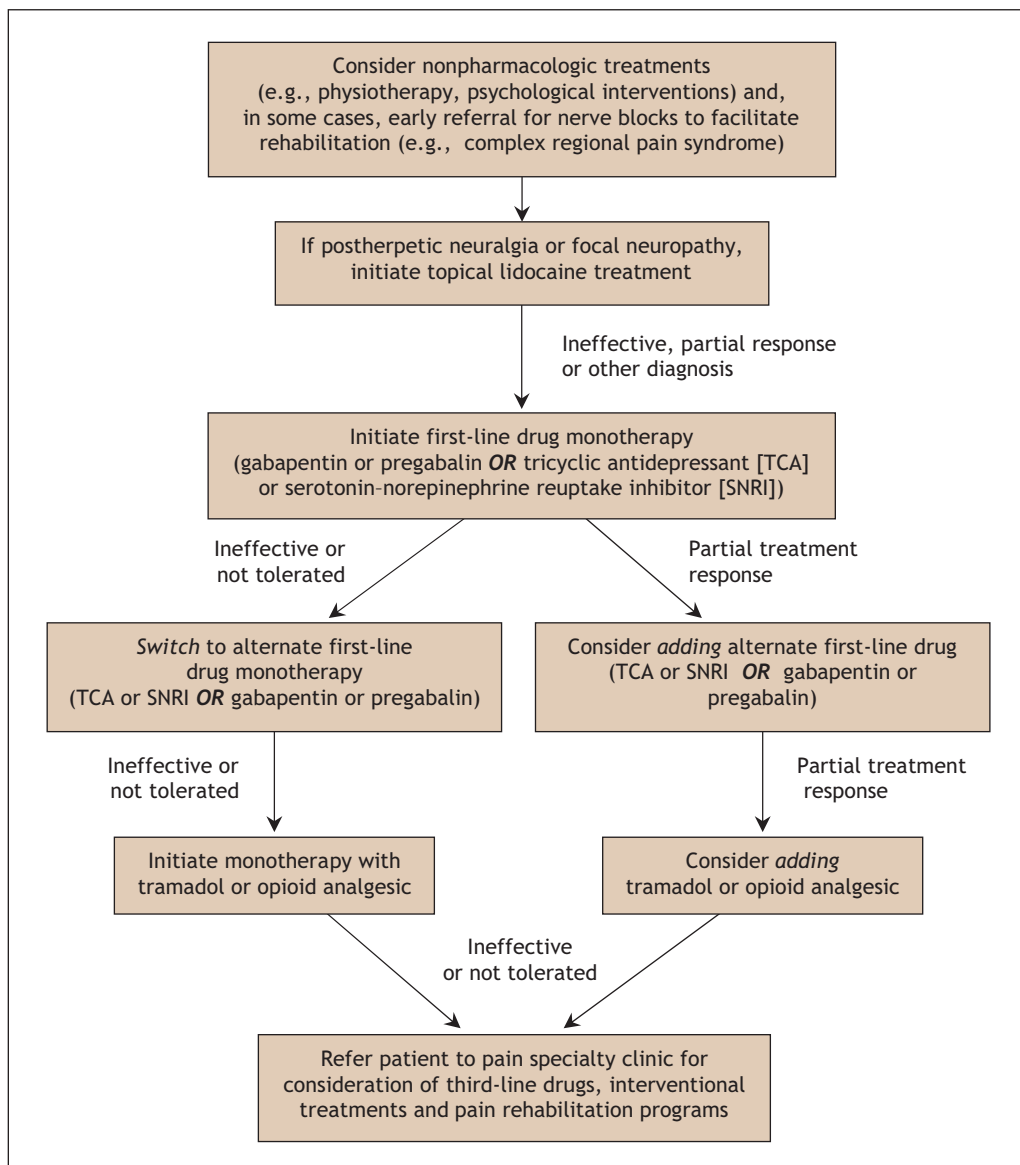 Consider nonpharmacologic treatments
(e.g., physiotherapy, psychological interventions) and,
in some cases, early referral for nerve blocks to facilitate
rehabilitation (e.g., complex regional pain syndrome)
If postherpetic neuralgia or focal neuropathy,
initiate topical lidocaine treatment
Ineffective, partial response
or other diagnosis
Initiate first-line drug monotherapy
(gabapentin or pregabalin OR tricyclic antidepressant [TCA]
or serotonin–norepinephrine reuptake inhibitor [SNRI])
Ineffective or
not tolerated
Partial treatment
response
Switch to alternate first-line
drug monotherapy
(TCA or SNRI OR gabapentin or pregabalin)
Consider adding alternate first-line drug
(TCA or SNRI OR gabapentin or
pregabalin)
Ineffective or
not tolerated
Partial treatment
response
Initiate monotherapy with
tramadol or opioid analgesic
Consider adding
tramadol or opioid analgesic
Ineffective
or not tolerated
Refer patient to pain specialty clinic for
consideration of third-line drugs, interventional
treatments and pain rehabilitation programs